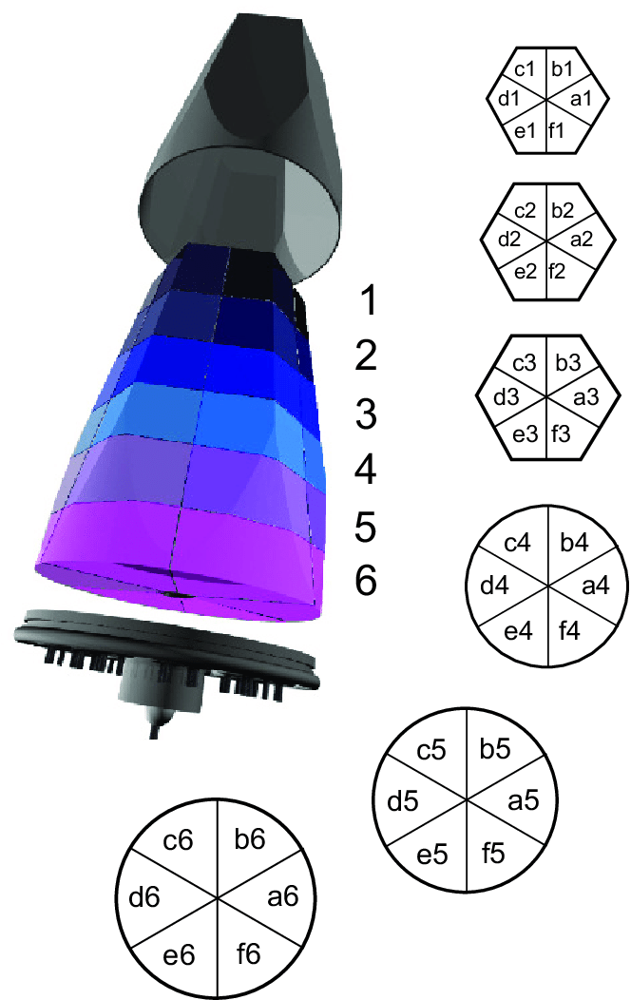 c1 b1
d1 a1
e1 f1
c2 b2
d2 a2
e2 f2
c3 b3
d3 a3
e3 f3
1
2
3
4
5
6
c4 b4
d4 a4
e4 f4
c5 b5
d5 a5
e5 f5
c6 b6
d6 a6
e6 f6